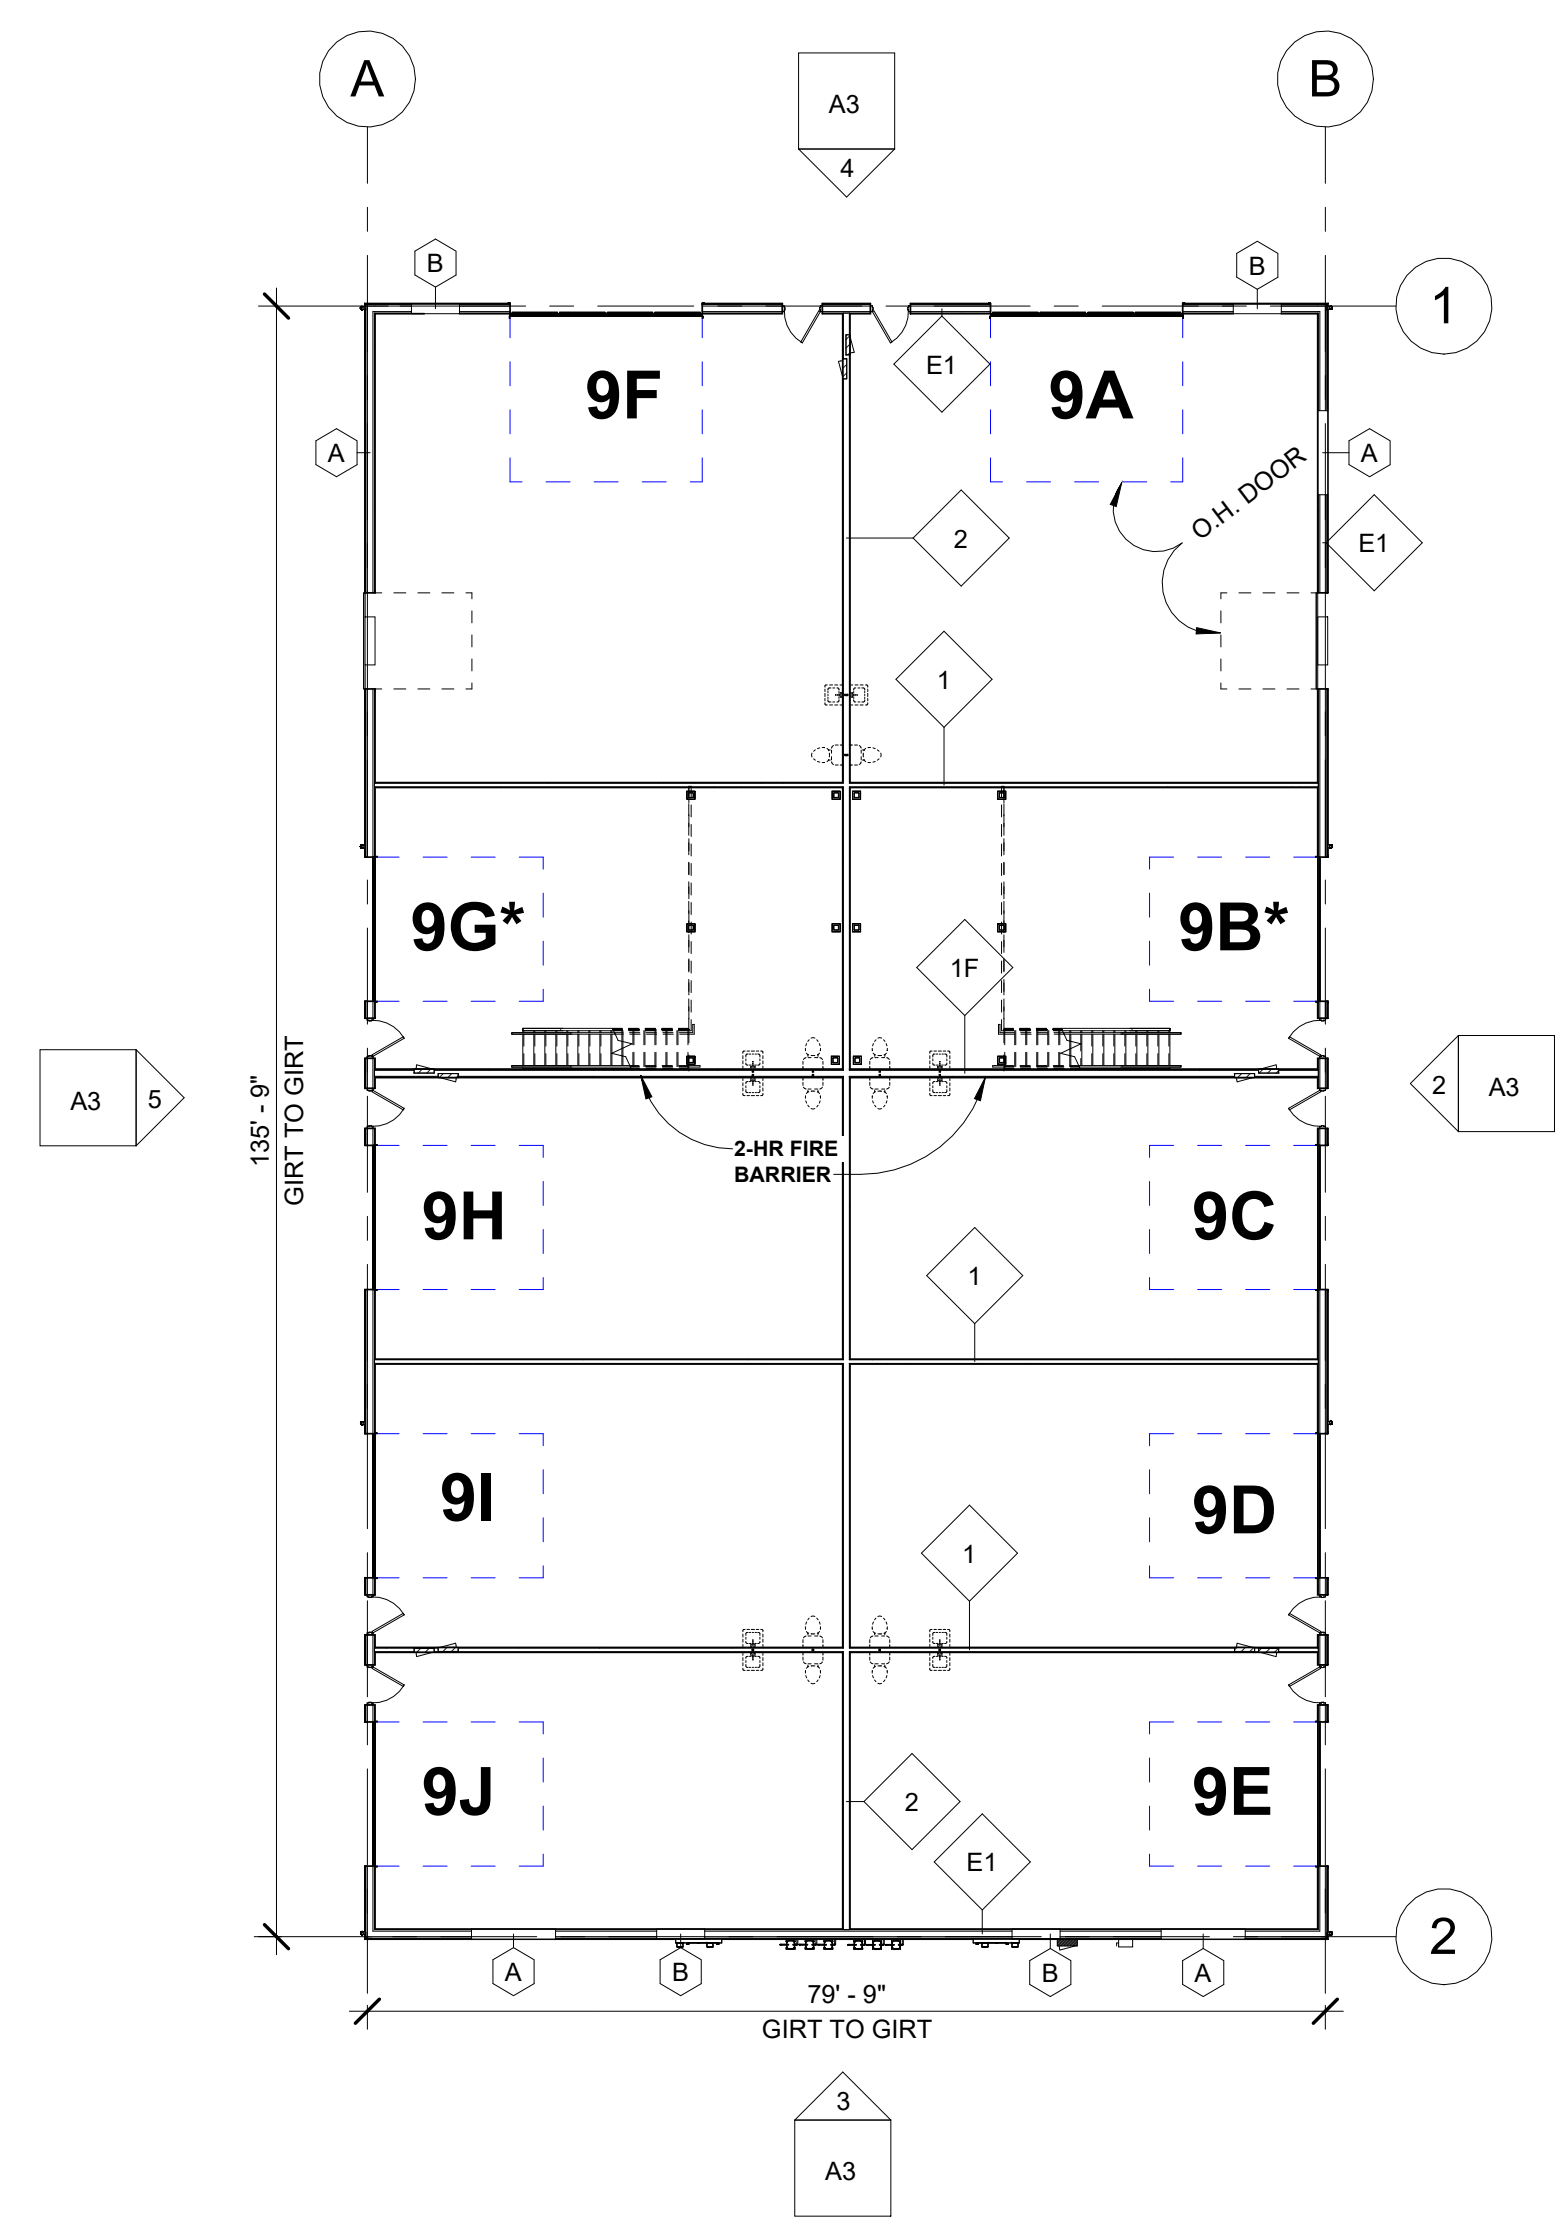 A
B
A3
4
B
B
1
9F
E1
9A
A
A
O.H. DOOR
2
E1
1
9G*
9B*
1F
A3
5
135' - 9"
GIRT TO GIRT
2
A3
2-HR FIRE
BARRIER
9H
9C
1
9I
9D
1
9J
2
9E
E1
2
A
B
B
A
79' - 9"
GIRT TO GIRT
3
A3